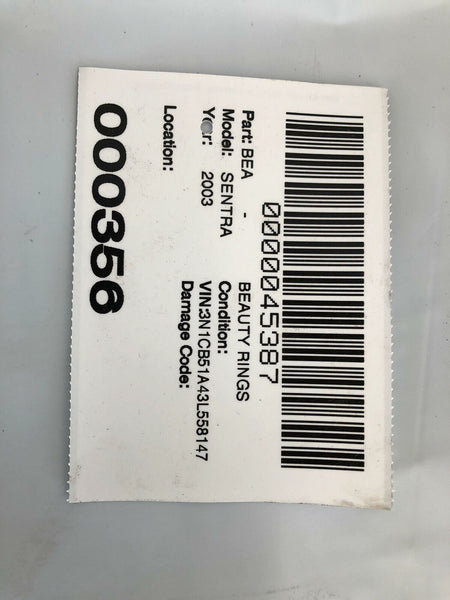 0000045387
Part: BEA - BEAUTY RINGS
Model: SENTRA Condition:
Year: 2003 VIN:3N1CB51A43L558147
Damage Code:
Location:
000356